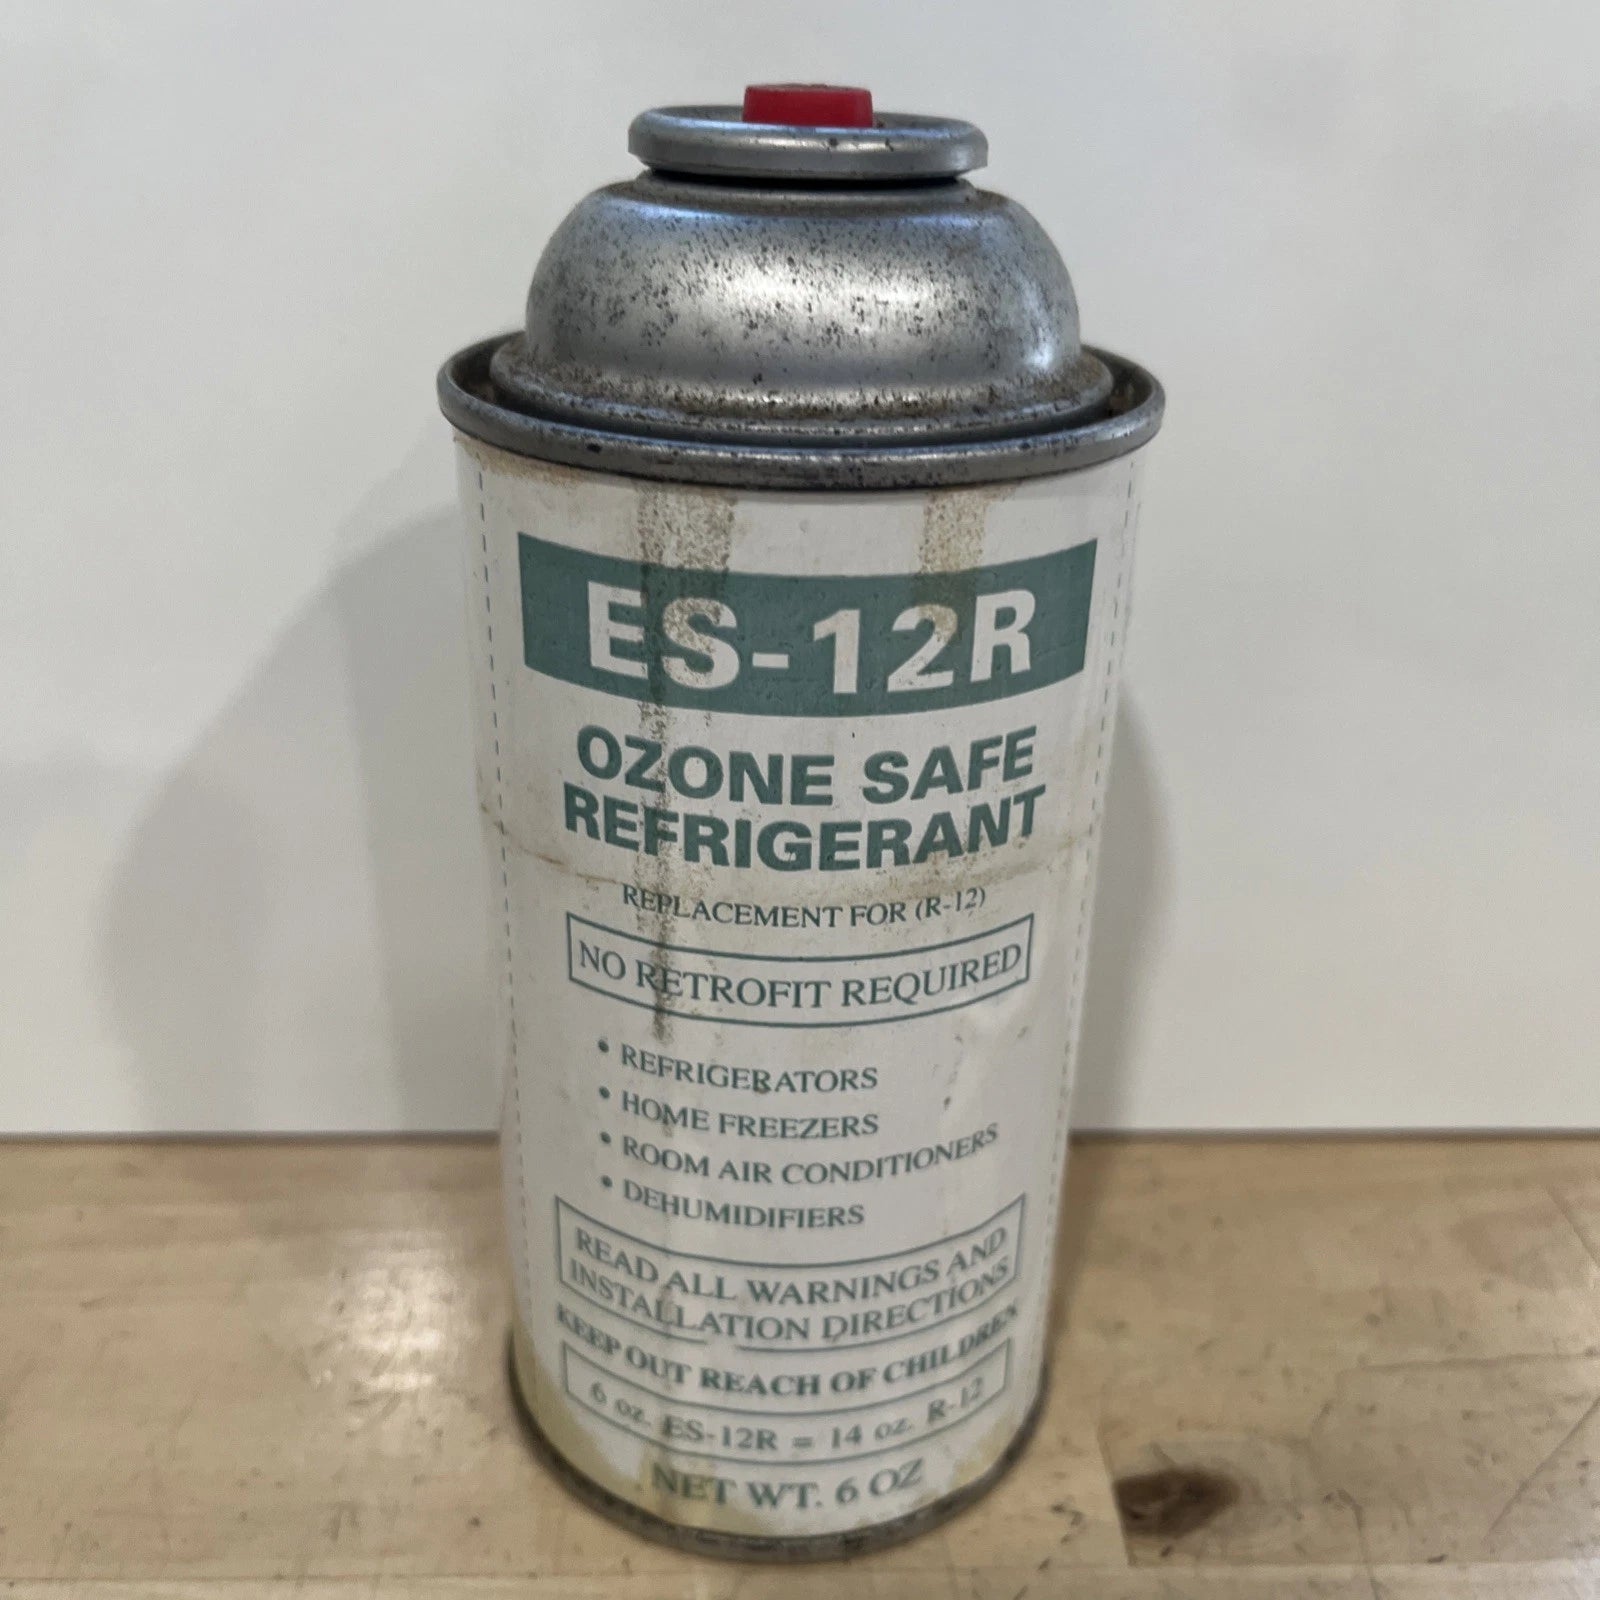 ES-12R
OZONE SAFE
REFRIGERANT
REPLACEMENT FOR (R-12)
NO RETROFIT REQUIRED
• REFRIGERATORS
• HOME FREEZERS
• ROOM AIR CONDITIONERS
• DEHUMIDIFIERS
READ ALL WARNINGS AND
INSTALLATION DIRECTIONS
KEEP OUT REACH OF CHILDREN
6 oz. ES-12R = 14 oz. R-12
NET WT. 6 OZ